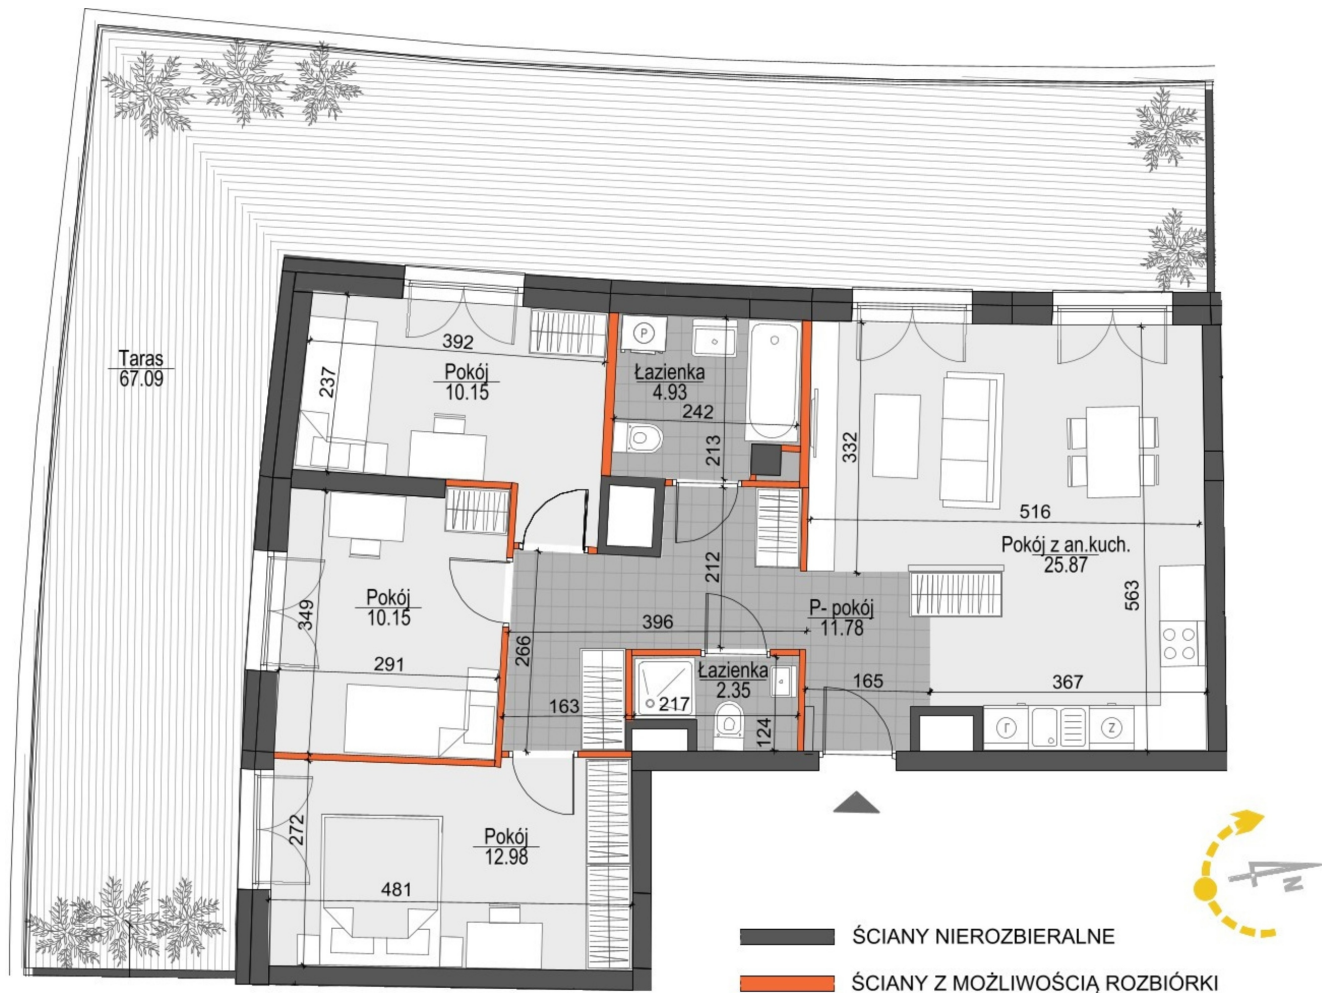 Taras
67.09
392
237
Pokój
10.15
P
Łazienka
4.93
242
213
332
516
Pokój z an.kuch.
25.87
563
349
Pokój
10.15
291
212
396
266
P- pokój
11.78
163
Łazienka
2.35
217
124
165
367
г
z
272
Pokój
12.98
481
N
ŚCIANY NIEROZBIERALNE
ŚCIANY Z MOŻLIWOŚCIĄ ROZBIÓRKI